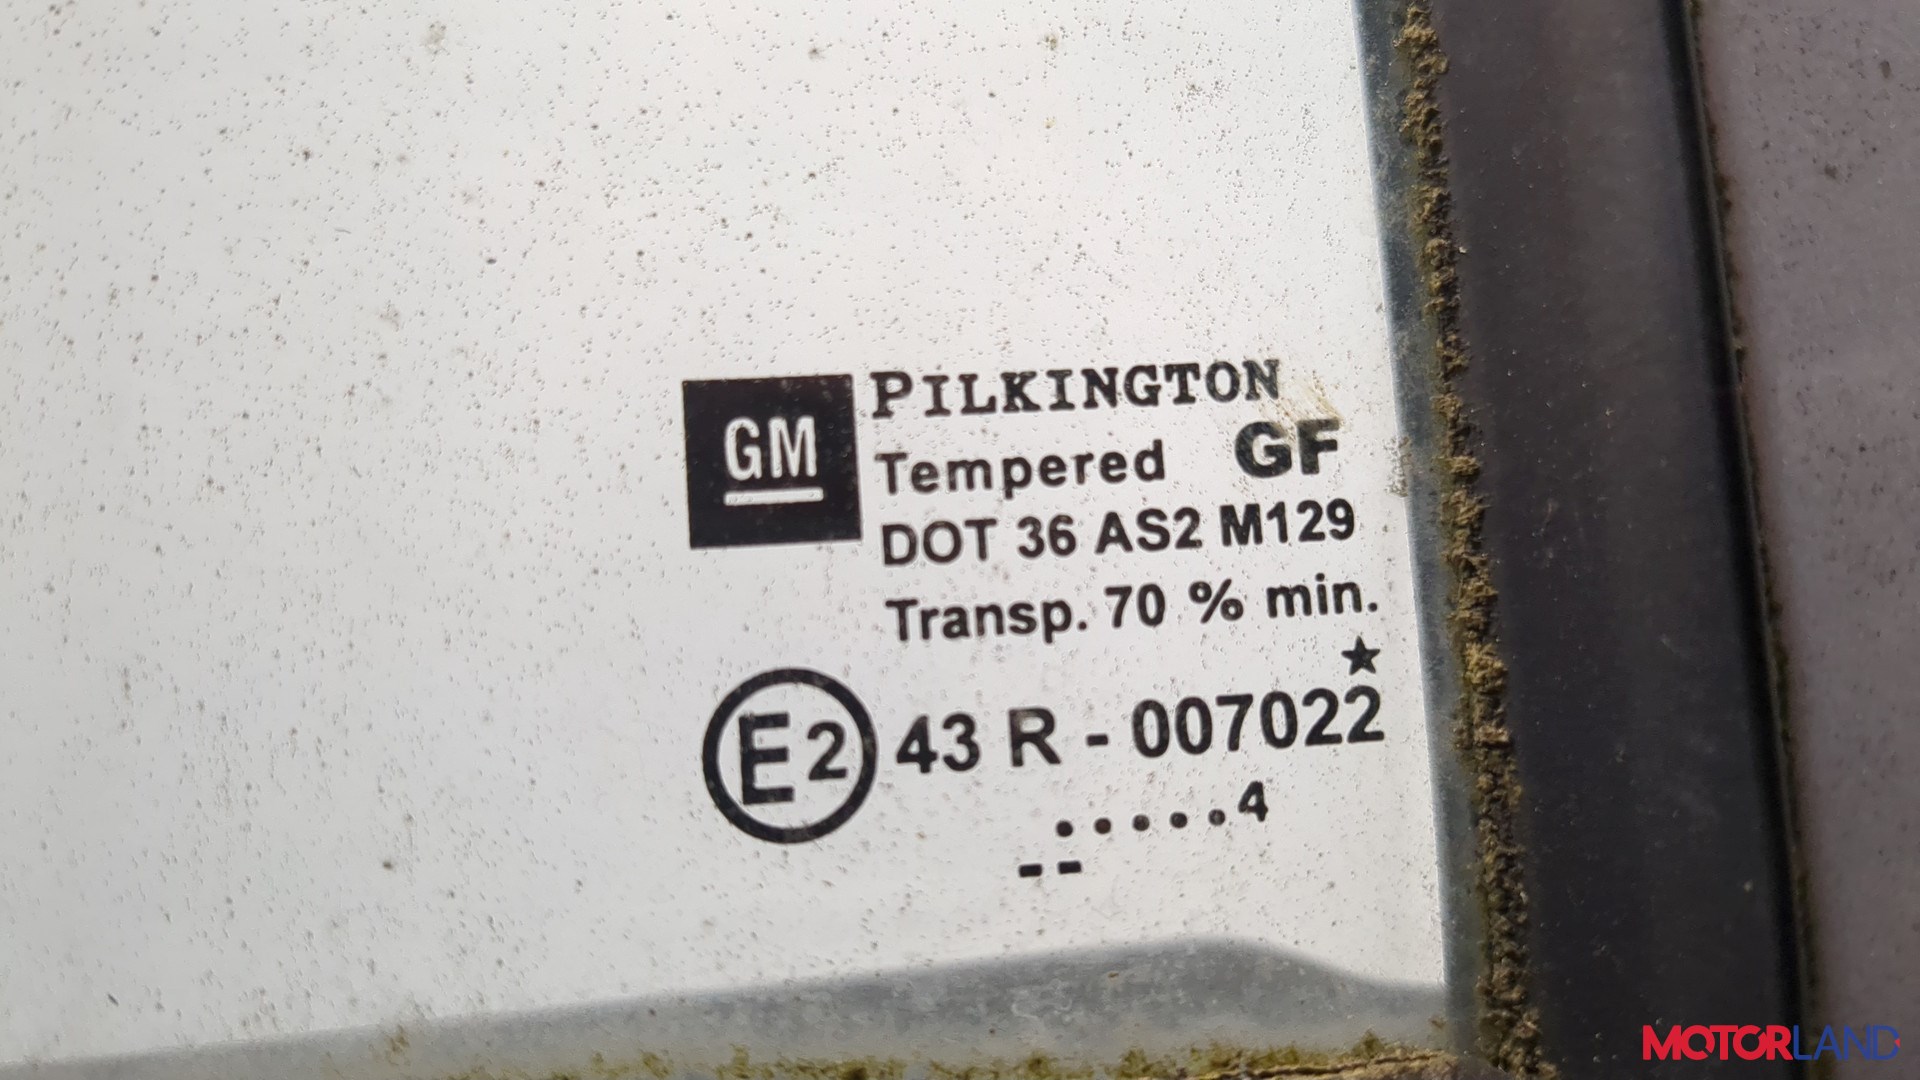 GM
PILKINGTON
Tempered GF
DOT 36 AS2 M129
Transp. 70 % min.
★
E2 43 R - 007022
.....4
--
MOTORLAND